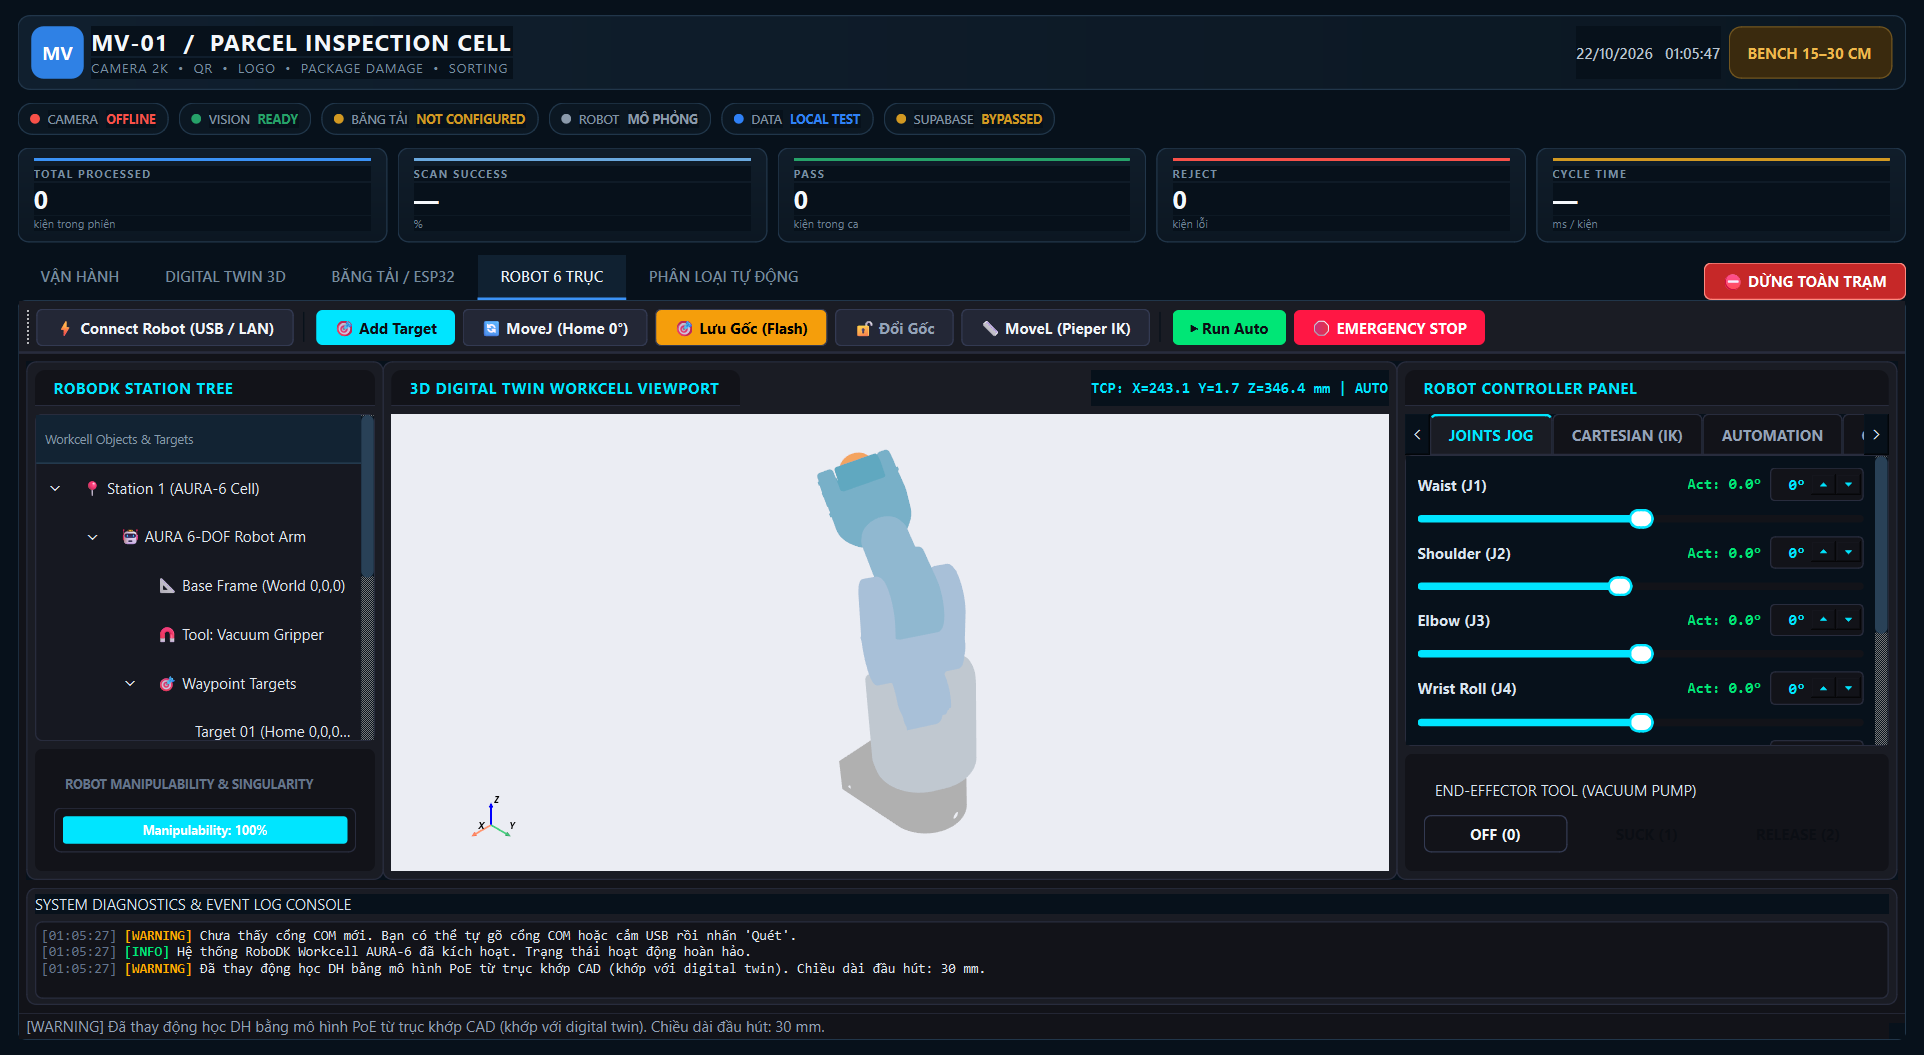 MV
MV-01 / PARCEL INSPECTION CELL
CAMERA 2K • QR • LOGO • PACKAGE DAMAGE • SORTING
22/10/2026 01:05:47
BENCH 15–30 CM
CAMERA OFFLINE
VISION READY
BĂNG TẢI NOT CONFIGURED
ROBOT MÔ PHỎNG
DATA LOCAL TEST
SUPABASE BYPASSED
TOTAL PROCESSED
0
kiện trong phiên
SCAN SUCCESS
—
%
PASS
0
kiện trong ca
REJECT
0
kiện lỗi
CYCLE TIME
—
ms / kiện
VẬN HÀNH
DIGITAL TWIN 3D
BĂNG TẢI / ESP32
ROBOT 6 TRỤC
PHÂN LOẠI TỰ ĐỘNG
DỪNG TOÀN TRẠM
Connect Robot (USB / LAN)
Add Target
MoveJ (Home 0°)
Lưu Gốc (Flash)
Đổi Gốc
MoveL (Pieper IK)
Run Auto
EMERGENCY STOP
ROBODK STATION TREE
Workcell Objects & Targets
Station 1 (AURA-6 Cell)
AURA 6-DOF Robot Arm
Base Frame (World 0,0,0)
Tool: Vacuum Gripper
Waypoint Targets
Target 01 (Home 0,0,0...
ROBOT MANIPULABILITY & SINGULARITY
Manipulability: 100%
3D DIGITAL TWIN WORKCELL VIEWPORT
TCP: X=243.1 Y=1.7 Z=346.4 mm | AUTO
Z
X
Y
ROBOT CONTROLLER PANEL
JOINTS JOG
CARTESIAN (IK)
AUTOMATION
Waist (J1)
Act: 0.0°
0°
Shoulder (J2)
Act: 0.0°
0°
Elbow (J3)
Act: 0.0°
0°
Wrist Roll (J4)
Act: 0.0°
0°
END-EFFECTOR TOOL (VACUUM PUMP)
OFF (0)
SUCK (1)
RELEASE (2)
SYSTEM DIAGNOSTICS & EVENT LOG CONSOLE
[01:05:27] [WARNING] Chưa thấy cổng COM mới. Bạn có thể tự gõ cổng COM hoặc cắm USB rồi nhấn 'Quét'.
[01:05:27] [INFO] Hệ thống RoboDK Workcell AURA-6 đã kích hoạt. Trạng thái hoạt động hoàn hảo.
[01:05:27] [WARNING] Đã thay động học DH bằng mô hình PoE từ trục khớp CAD (khớp với digital twin). Chiều dài đầu hút: 30 mm.
[WARNING] Đã thay động học DH bằng mô hình PoE từ trục khớp CAD (khớp với digital twin). Chiều dài đầu hút: 30 mm.